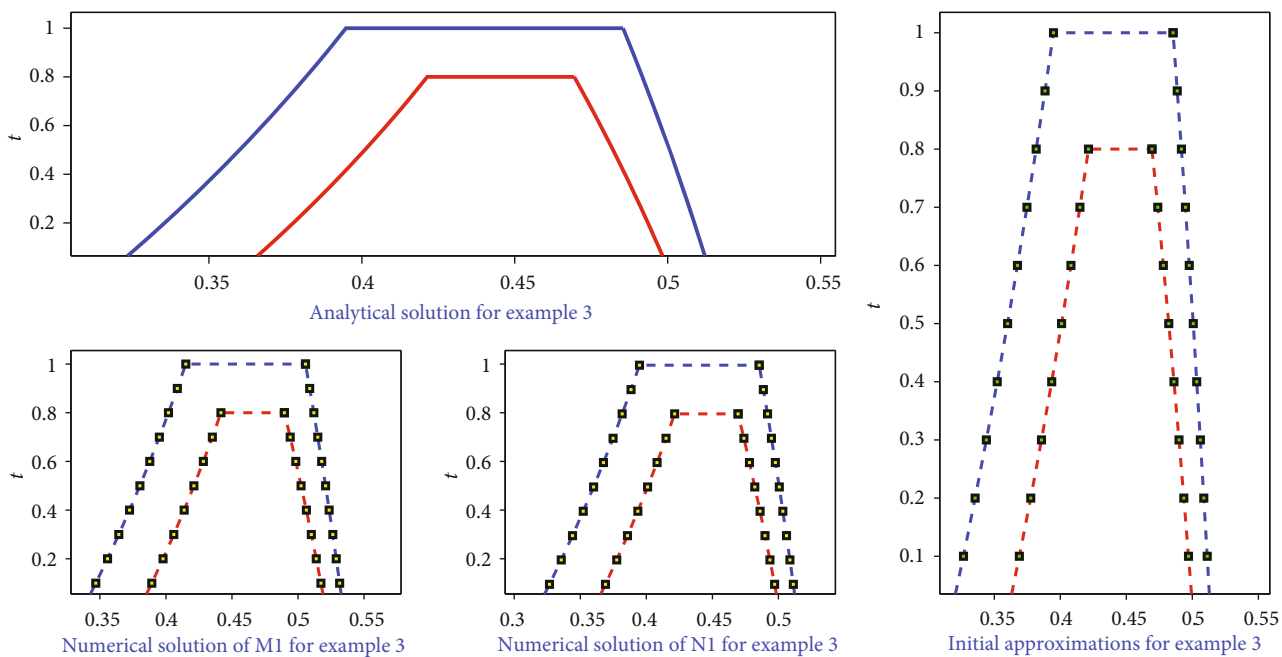 1
0.8
0.6
0.4
0.2
t
0.35 0.4 0.45 0.5 0.55
Analytical solution for example 3
1
0.8
0.6
0.4
0.2
t
0.35 0.4 0.45 0.5 0.55
Numerical solution of M1 for example 3
1
0.8
0.6
0.4
0.2
t
0.3 0.35 0.4 0.45 0.5
Numerical solution of N1 for example 3
1
0.9
0.8
0.7
0.6
0.5
0.4
0.3
0.2
0.1
t
0.35 0.4 0.45 0.5 0.55
Initial approximations for example 3